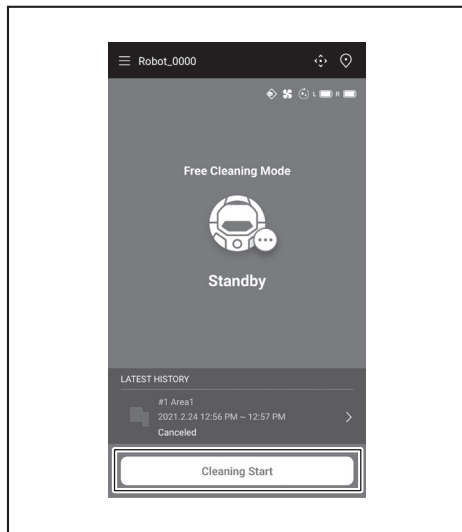 Robot_0000
L R
Free Cleaning Mode
Standby
LATEST HISTORY
#1 Area1
2021.2.24 12:56 PM ~ 12:57 PM
Canceled
Cleaning Start